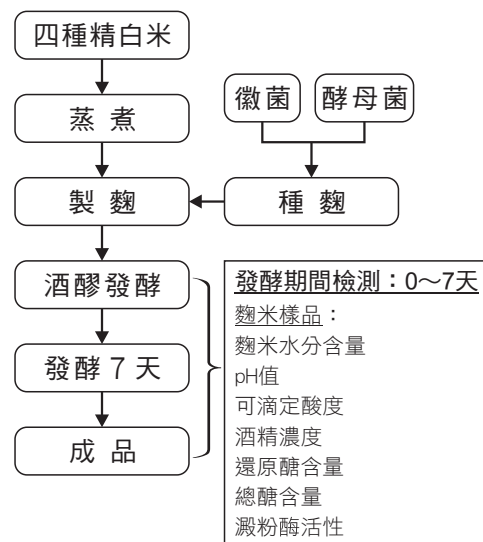 四種精白米
蒸煮
黴菌
酵母菌
製麴
種麴
酒醪發酵
發酵7天
成品
發酵期間檢測：0～7天
麴米樣品：
麴米水分含量
pH值
可滴定酸度
酒精濃度
還原醣含量
總醣含量
澱粉酶活性